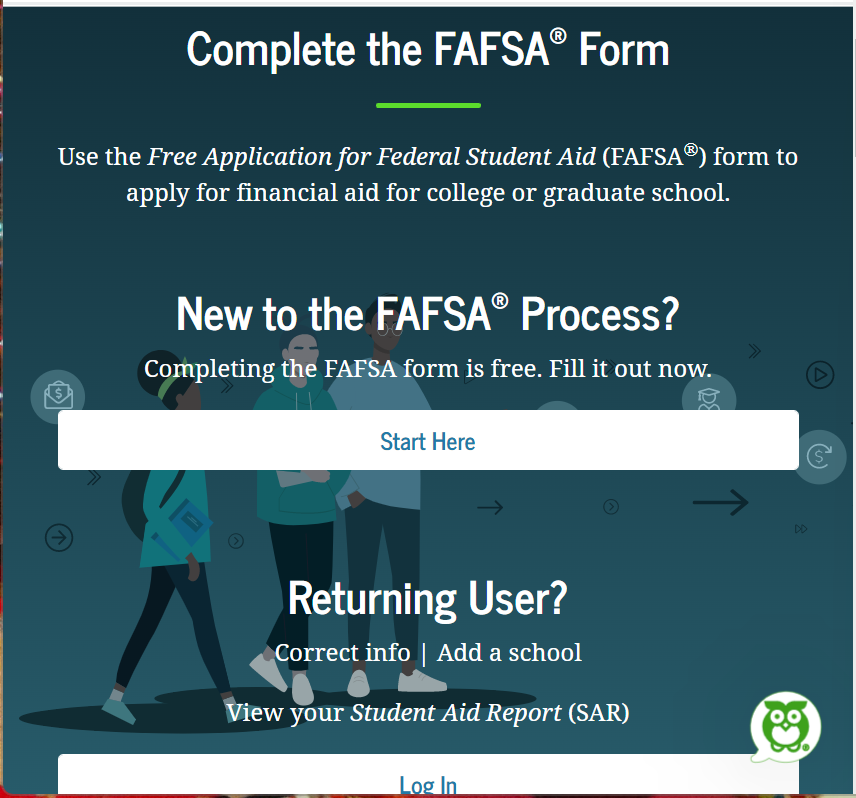 Complete the FAFSA® Form
Use the Free Application for Federal Student Aid (FAFSA®) form to
apply for financial aid for college or graduate school.
New to the FAFSA® Process?
Completing the FAFSA form is free. Fill it out now.
Start Here
Returning User?
Correct info | Add a school
View your Student Aid Report (SAR)
Log In